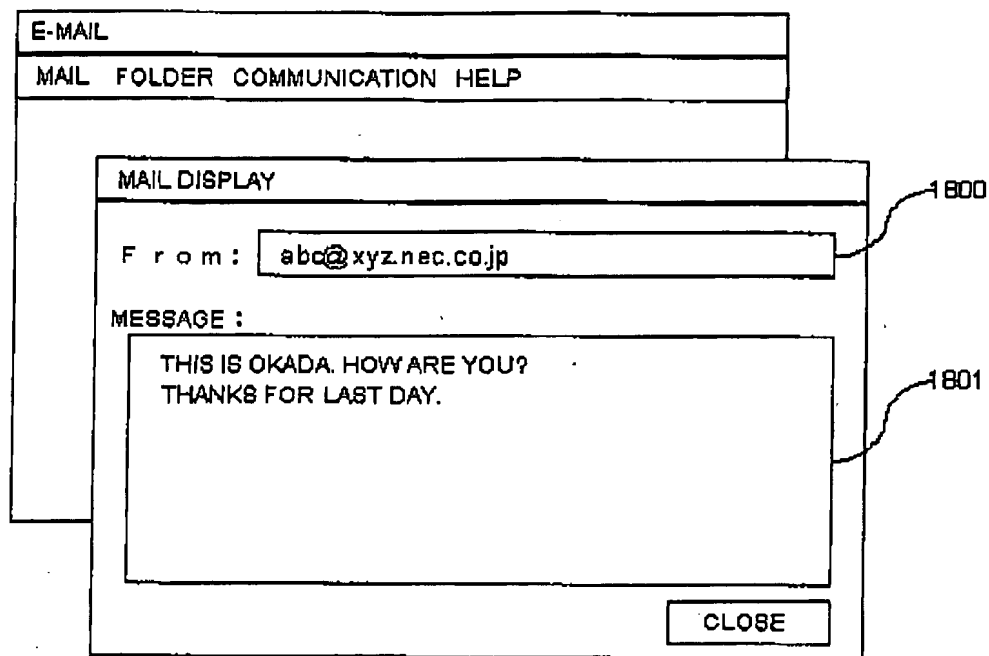 E-MAIL
MAIL FOLDER COMMUNICATION HELP
MAIL DISPLAY
1800
From: abc@xyz.nec.co.jp
MESSAGE:
THIS IS OKADA. HOW ARE YOU?
THANKS FOR LAST DAY.
1801
CLOSE